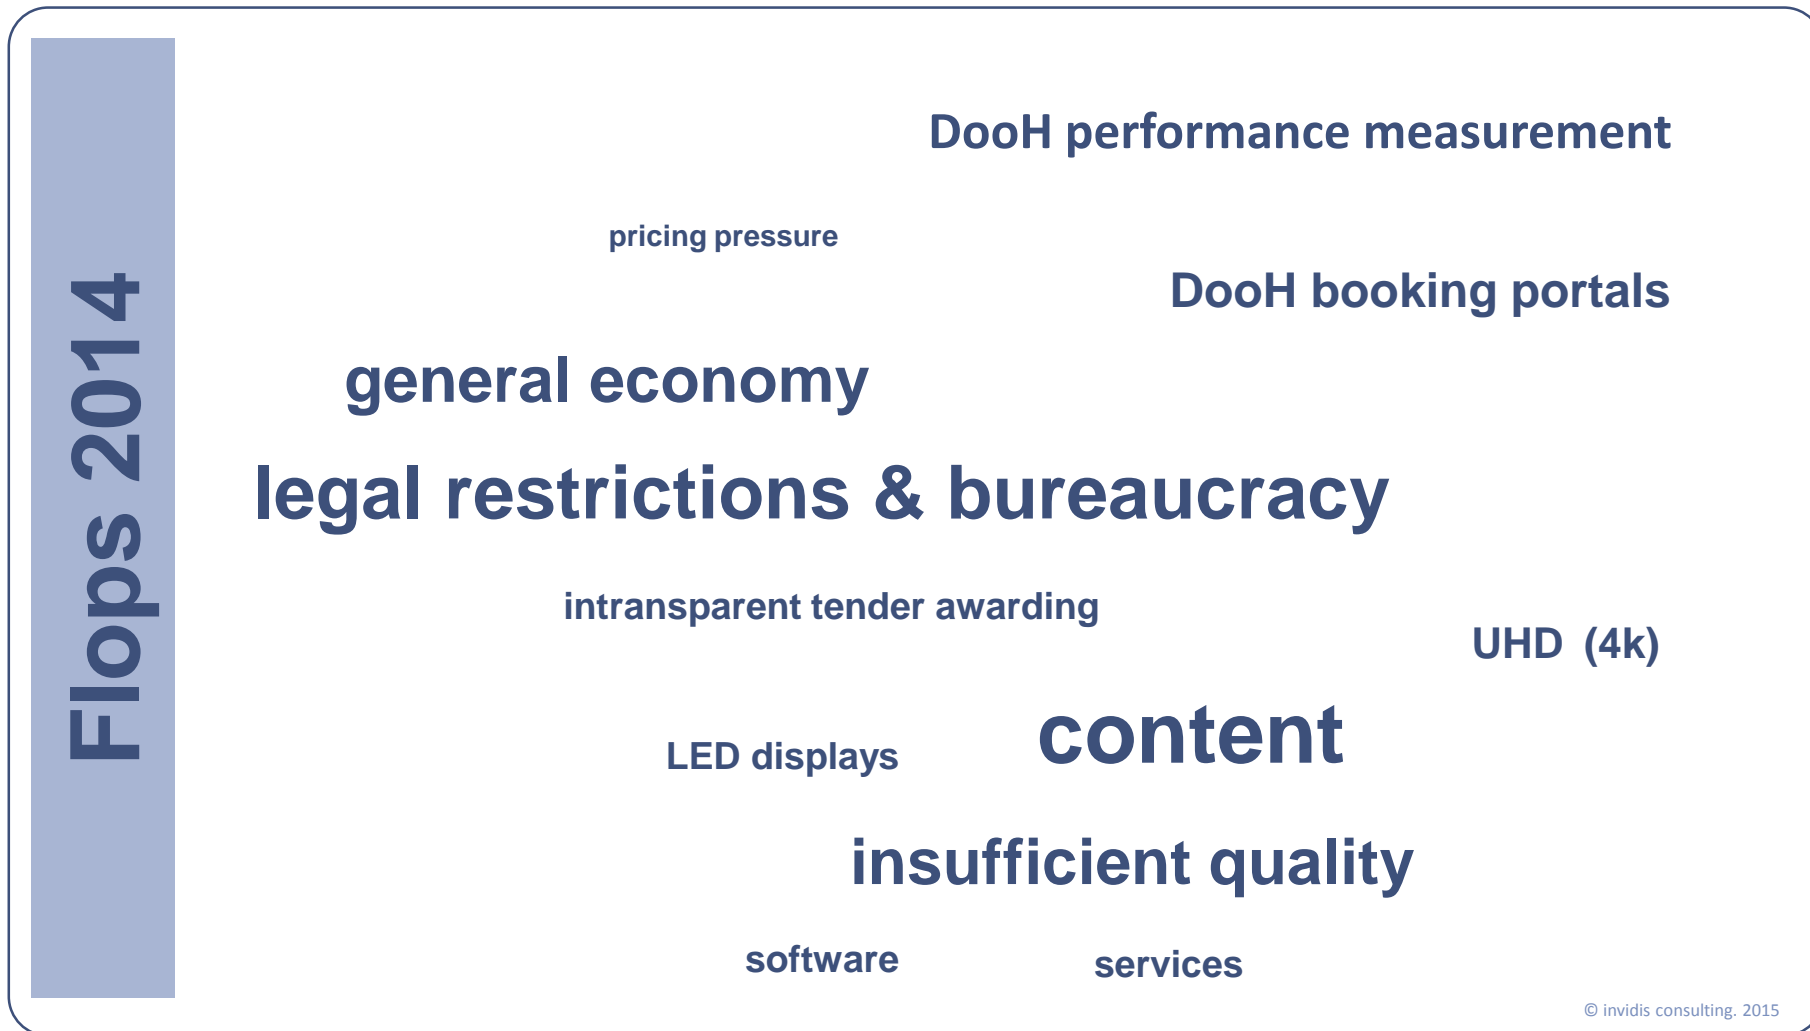 Flops 2014
DooH performance measurement
pricing pressure
DooH booking portals
general economy
legal restrictions & bureaucracy
intransparent tender awarding
UHD (4k)
content
LED displays
insufficient quality
software
services
© invidis consulting. 2015